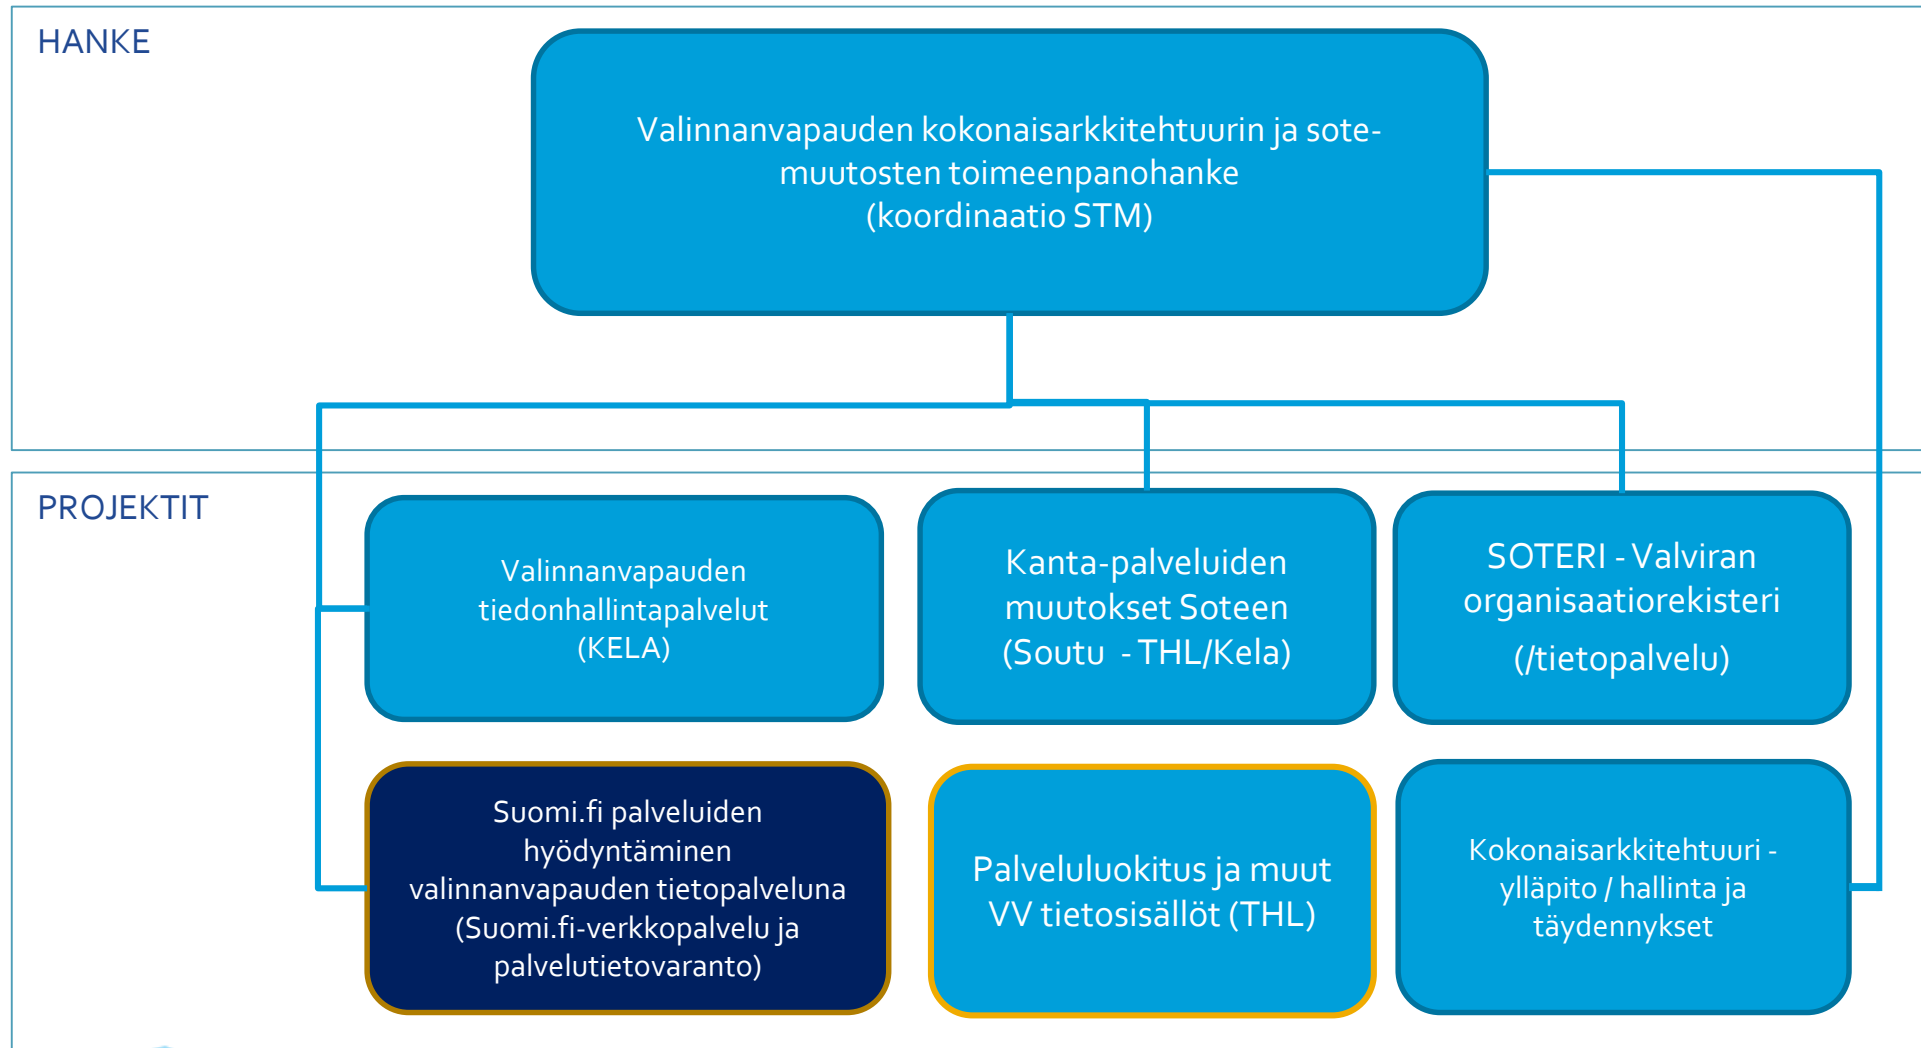 HANKE
Valinnanvapauden kokonaisarkkitehtuurin ja sote-
muutosten toimeenpanohanke
(koordinaatio STM)
PROJEKTIT
Valinnanvapauden
tiedonhallintapalvelut
(KELA)
Kanta-palveluiden
muutokset Soteen
(Soutu - THL/Kela)
SOTERI - Valviran
organisaatiorekisteri
(/tietopalvelu)
Suomi.fi palveluiden
hyödyntäminen
valinnanvapauden tietopalveluna
(Suomi.fi-verkkopalvelu ja
palvelutietovaranto)
Palveluluokitus ja muut
VV tietosisällöt (THL)
Kokonaisarkkitehtuuri -
ylläpito / hallinta ja
täydennykset